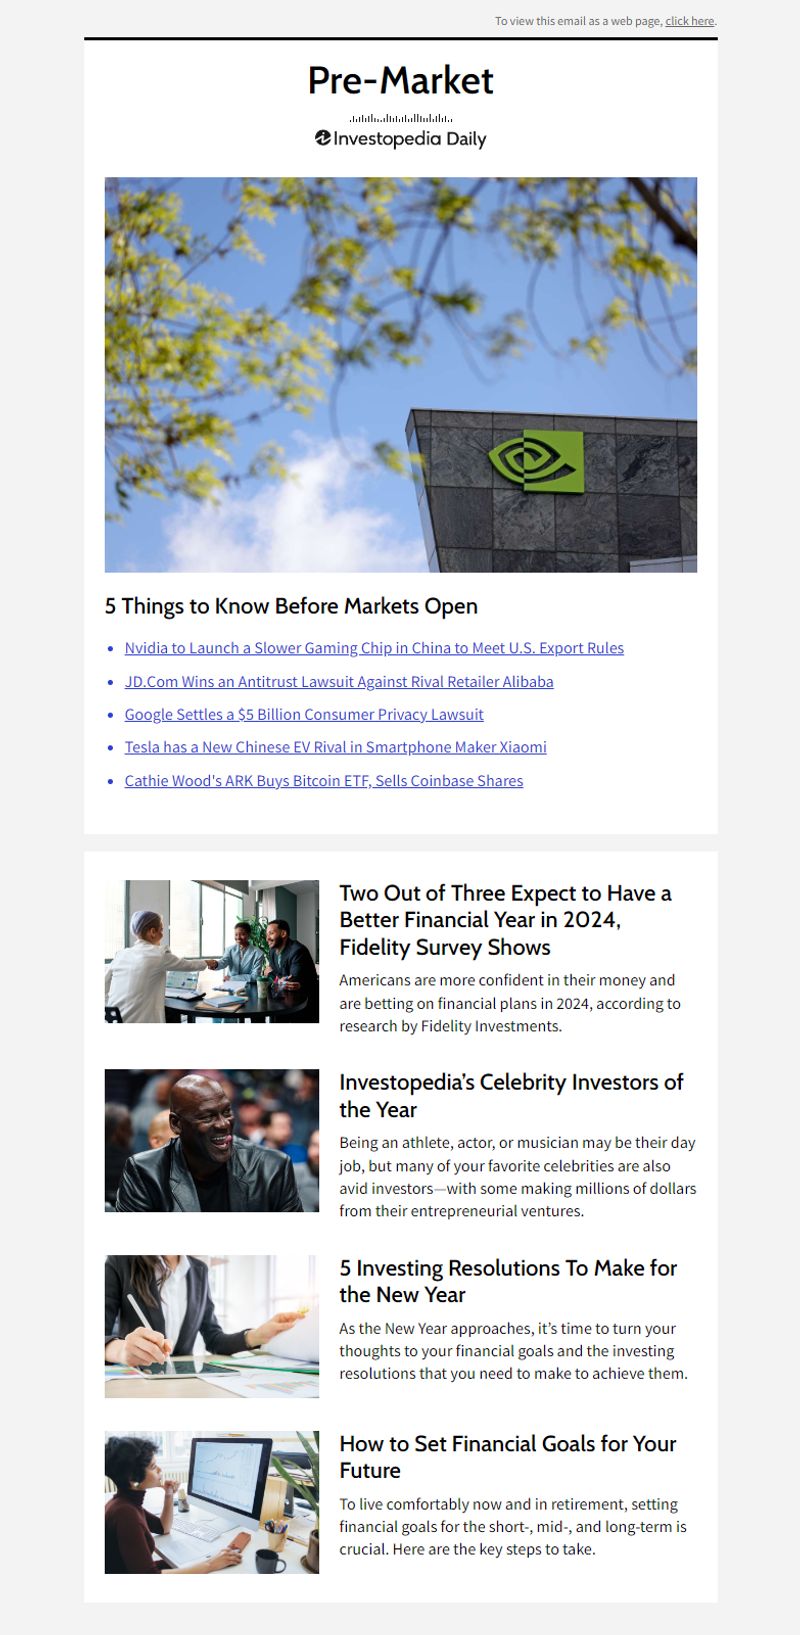 To view this email as a web page, click here.
Pre-Market
Investopedia Daily
5 Things to Know Before Markets Open
Nvidia to Launch a Slower Gaming Chip in China to Meet U.S. Export Rules
JD.Com Wins an Antitrust Lawsuit Against Rival Retailer Alibaba
Google Settles a $5 Billion Consumer Privacy Lawsuit
Tesla has a New Chinese EV Rival in Smartphone Maker Xiaomi
Cathie Wood's ARK Buys Bitcoin ETF, Sells Coinbase Shares
Two Out of Three Expect to Have a
Better Financial Year in 2024,
Fidelity Survey Shows
Americans are more confident in their money and
are betting on financial plans in 2024, according to
research by Fidelity Investments.
Investopedia’s Celebrity Investors of
the Year
Being an athlete, actor, or musician may be their day
job, but many of your favorite celebrities are also
avid investors—with some making millions of dollars
from their entrepreneurial ventures.
5 Investing Resolutions To Make for
the New Year
As the New Year approaches, it’s time to turn your
thoughts to your financial goals and the investing
resolutions that you need to make to achieve them.
How to Set Financial Goals for Your
Future
To live comfortably now and in retirement, setting
financial goals for the short-, mid-, and long-term is
crucial. Here are the key steps to take.